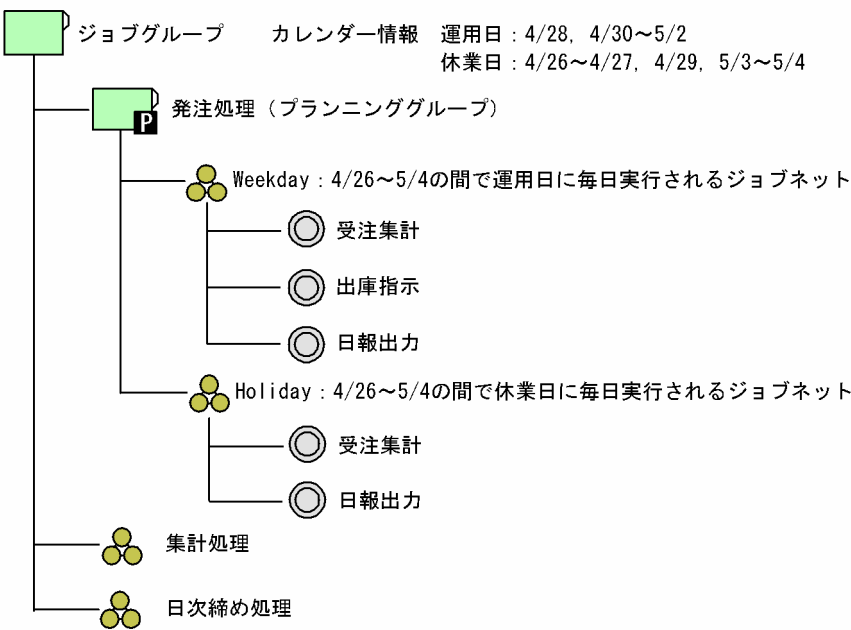 ジョブグループ　カレンダー情報　運用日：4/28, 4/30～5/2
休業日：4/26～4/27, 4/29, 5/3～5/4
発注処理（プランニンググループ）
P
Weekday：4/26～5/4の間で運用日に毎日実行されるジョブネット
受注集計
出庫指示
日報出力
Holiday：4/26～5/4の間で休業日に毎日実行されるジョブネット
受注集計
日報出力
集計処理
日次締め処理